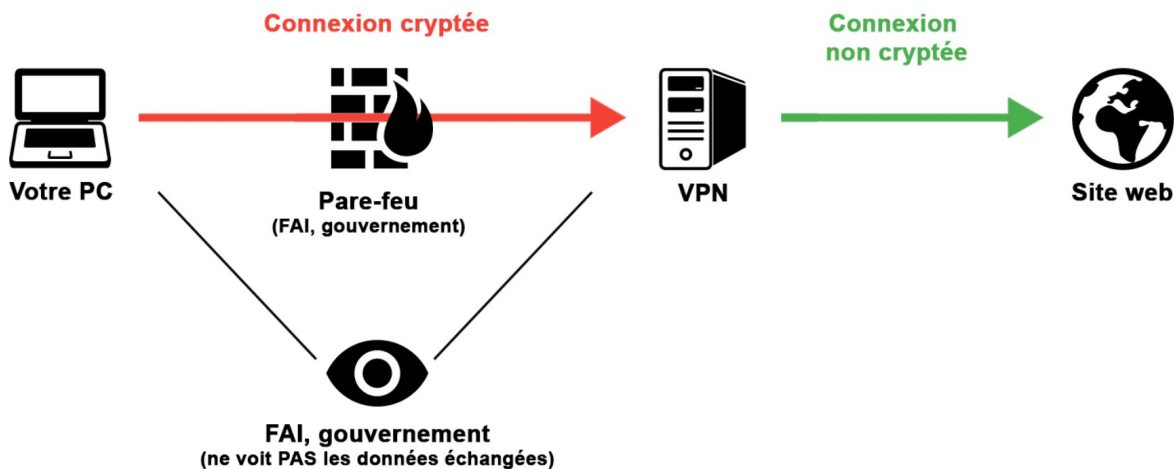 Connexion cryptée
Connexion
non cryptée
Votre PC
Pare-feu
(FAI, gouvernement)
VPN
Site web
FAI, gouvernement
(ne voit PAS les données échangées)